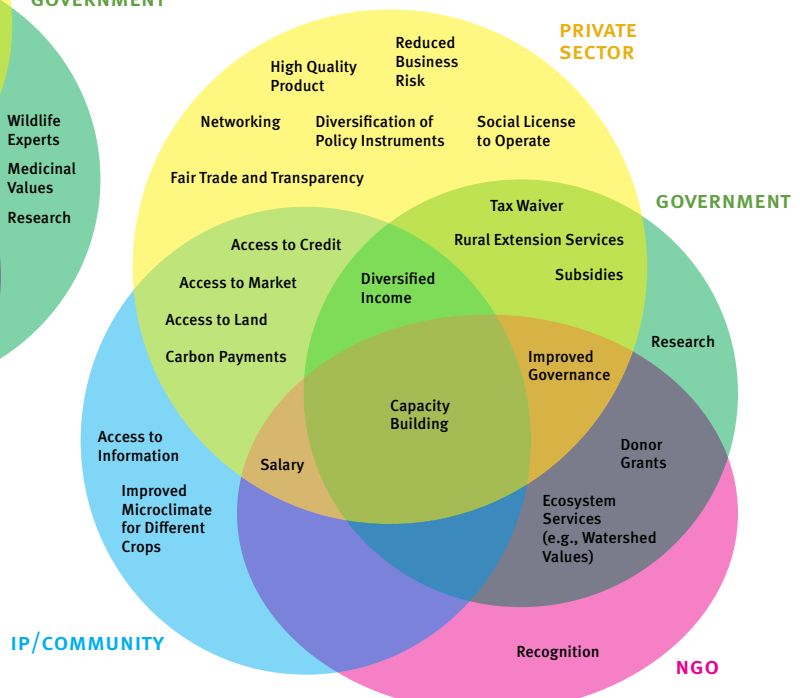 GOVERNMENT
Wildlife
Experts
Medicinal
Values
Research
PRIVATE
SECTOR
Reduced
Business
Risk
High Quality
Product
Networking
Diversification of
Policy Instruments
Social License
to Operate
Fair Trade and Transparency
GOVERNMENT
Tax Waiver
Rural Extension Services
Subsidies
Access to Credit
Access to Market
Access to Land
Carbon Payments
Diversified
Income
Research
Improved
Governance
Capacity
Building
Donor
Grants
Access to
Information
Salary
Improved
Microclimate
for Different
Crops
Ecosystem
Services
(e.g., Watershed
Values)
IP/COMMUNITY
Recognition
NGO